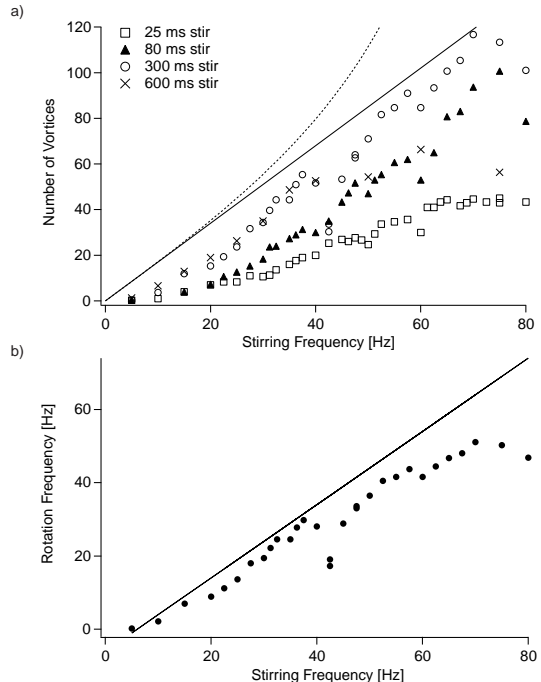 a)
120
100
80
60
40
20
0
Number of Vortices
25 ms stir
80 ms stir
300 ms stir
600 ms stir
0 20 40 60 80
Stirring Frequency [Hz]
b)
60
40
20
0
Rotation Frequency [Hz]
0 20 40 60 80
Stirring Frequency [Hz]